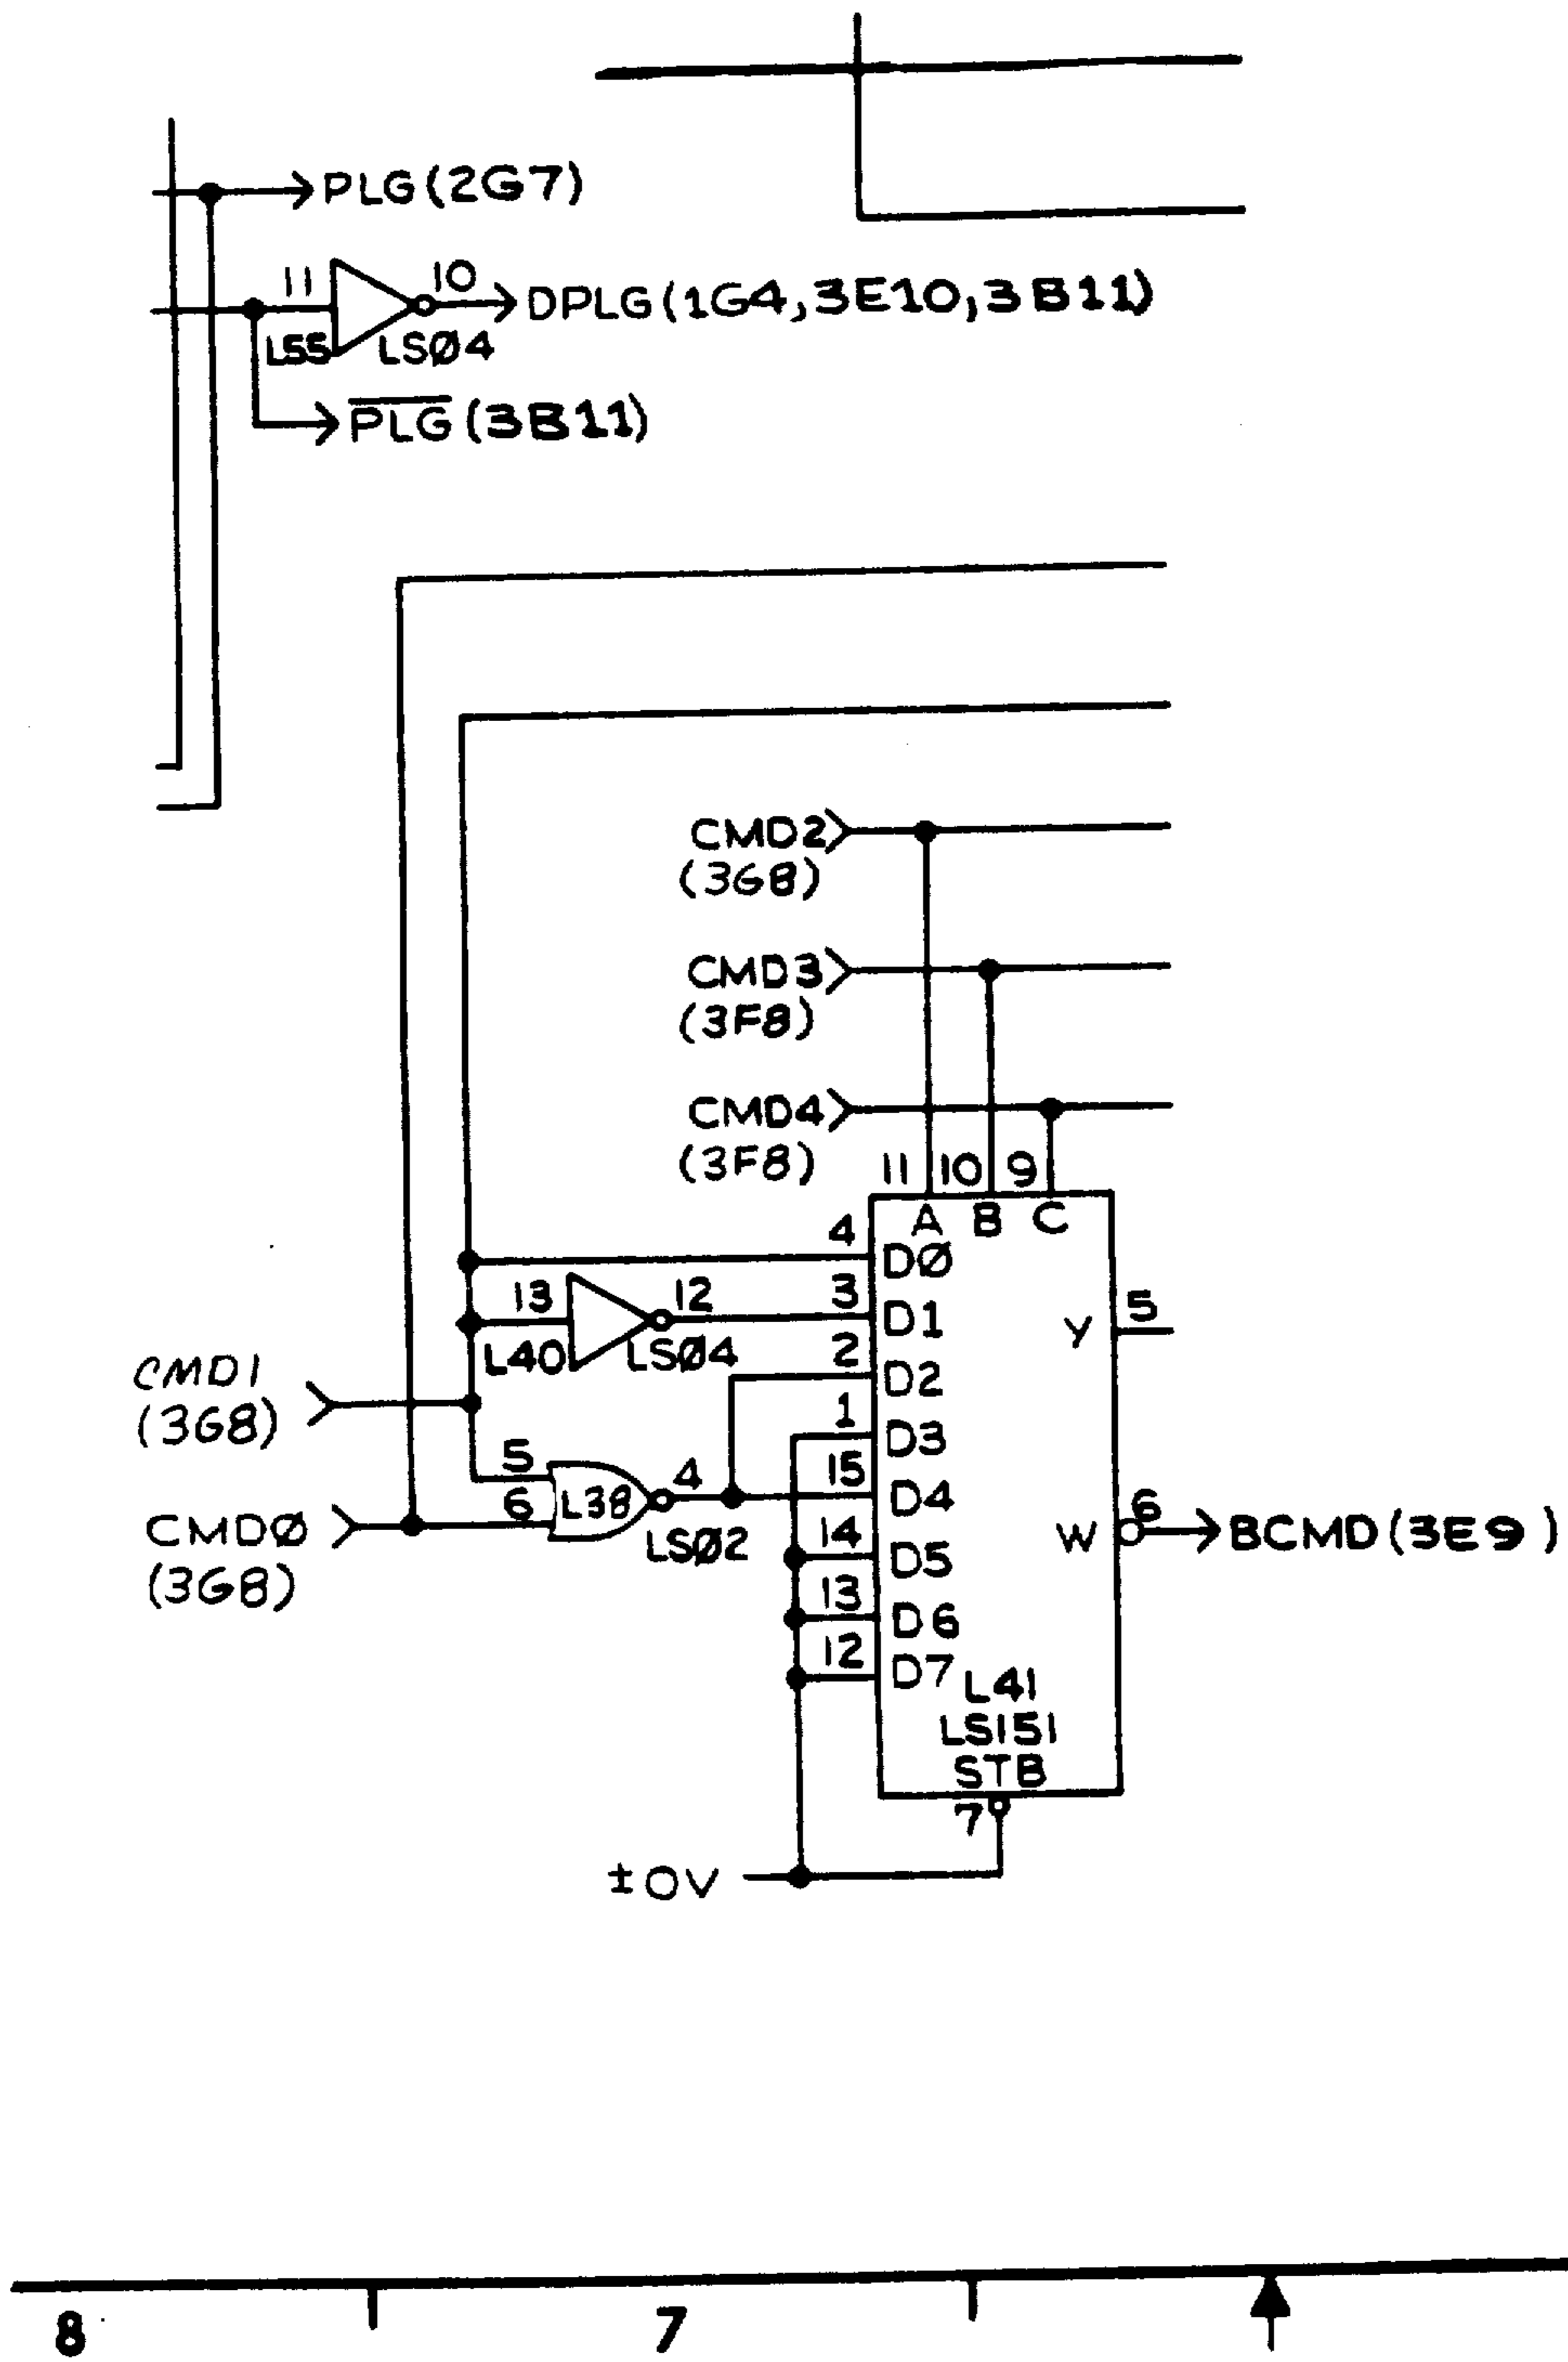 PLG(2G7)
11
10
DPLG(1G4,3E10,3B11)
L55
LSØ4
PLG(3B11)
CMD2
(3G8)
CMD3
(3F8)
CMD4
(3F8)
11 10 9
A B C
4
DØ
13
12
3
D1
5
Y
L40
LSØ4
2
D2
CMD1
(3G8)
1
D3
5
4
15
6
L38
D4
CMDØ
(3G8)
LSØ2
14
D5
6
W
BCMD(3E9)
13
D6
12
D7
L41
LS151
STB
7
±0V
8
7